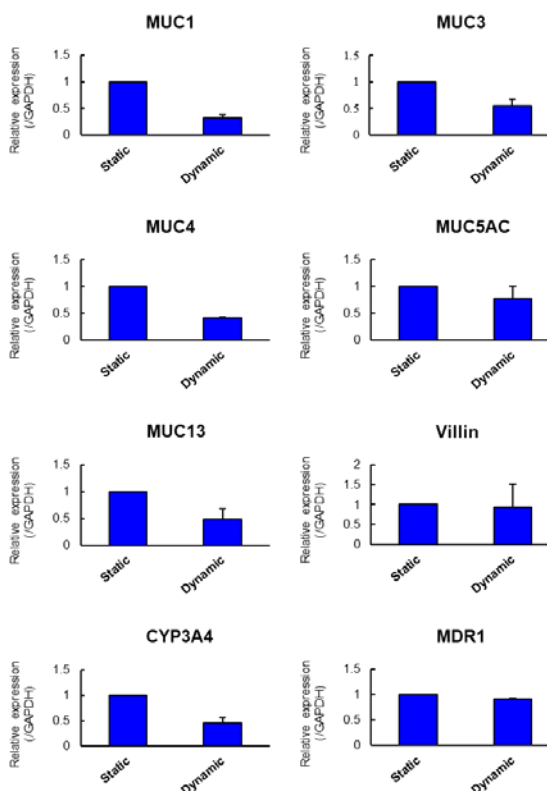 MUC1
Relative expression
(/GAPDH)
1.5
1
0.5
0
Static
Dynamic
MUC3
Relative expression
(/GAPDH)
1.5
1
0.5
0
Static
Dynamic
MUC4
Relative expression
(/GAPDH)
1.5
1
0.5
0
Static
Dynamic
MUC5AC
Relative expression
(/GAPDH)
1.5
1
0.5
0
Static
Dynamic
MUC13
Relative expression
(/GAPDH)
1.5
1
0.5
0
Static
Dynamic
Villin
Relative expression
(/GAPDH)
2
1.5
1
0.5
0
Static
Dynamic
CYP3A4
Relative expression
(/GAPDH)
1.5
1
0.5
0
Static
Dynamic
MDR1
Relative expression
(/GAPDH)
1.5
1
0.5
0
Static
Dynamic